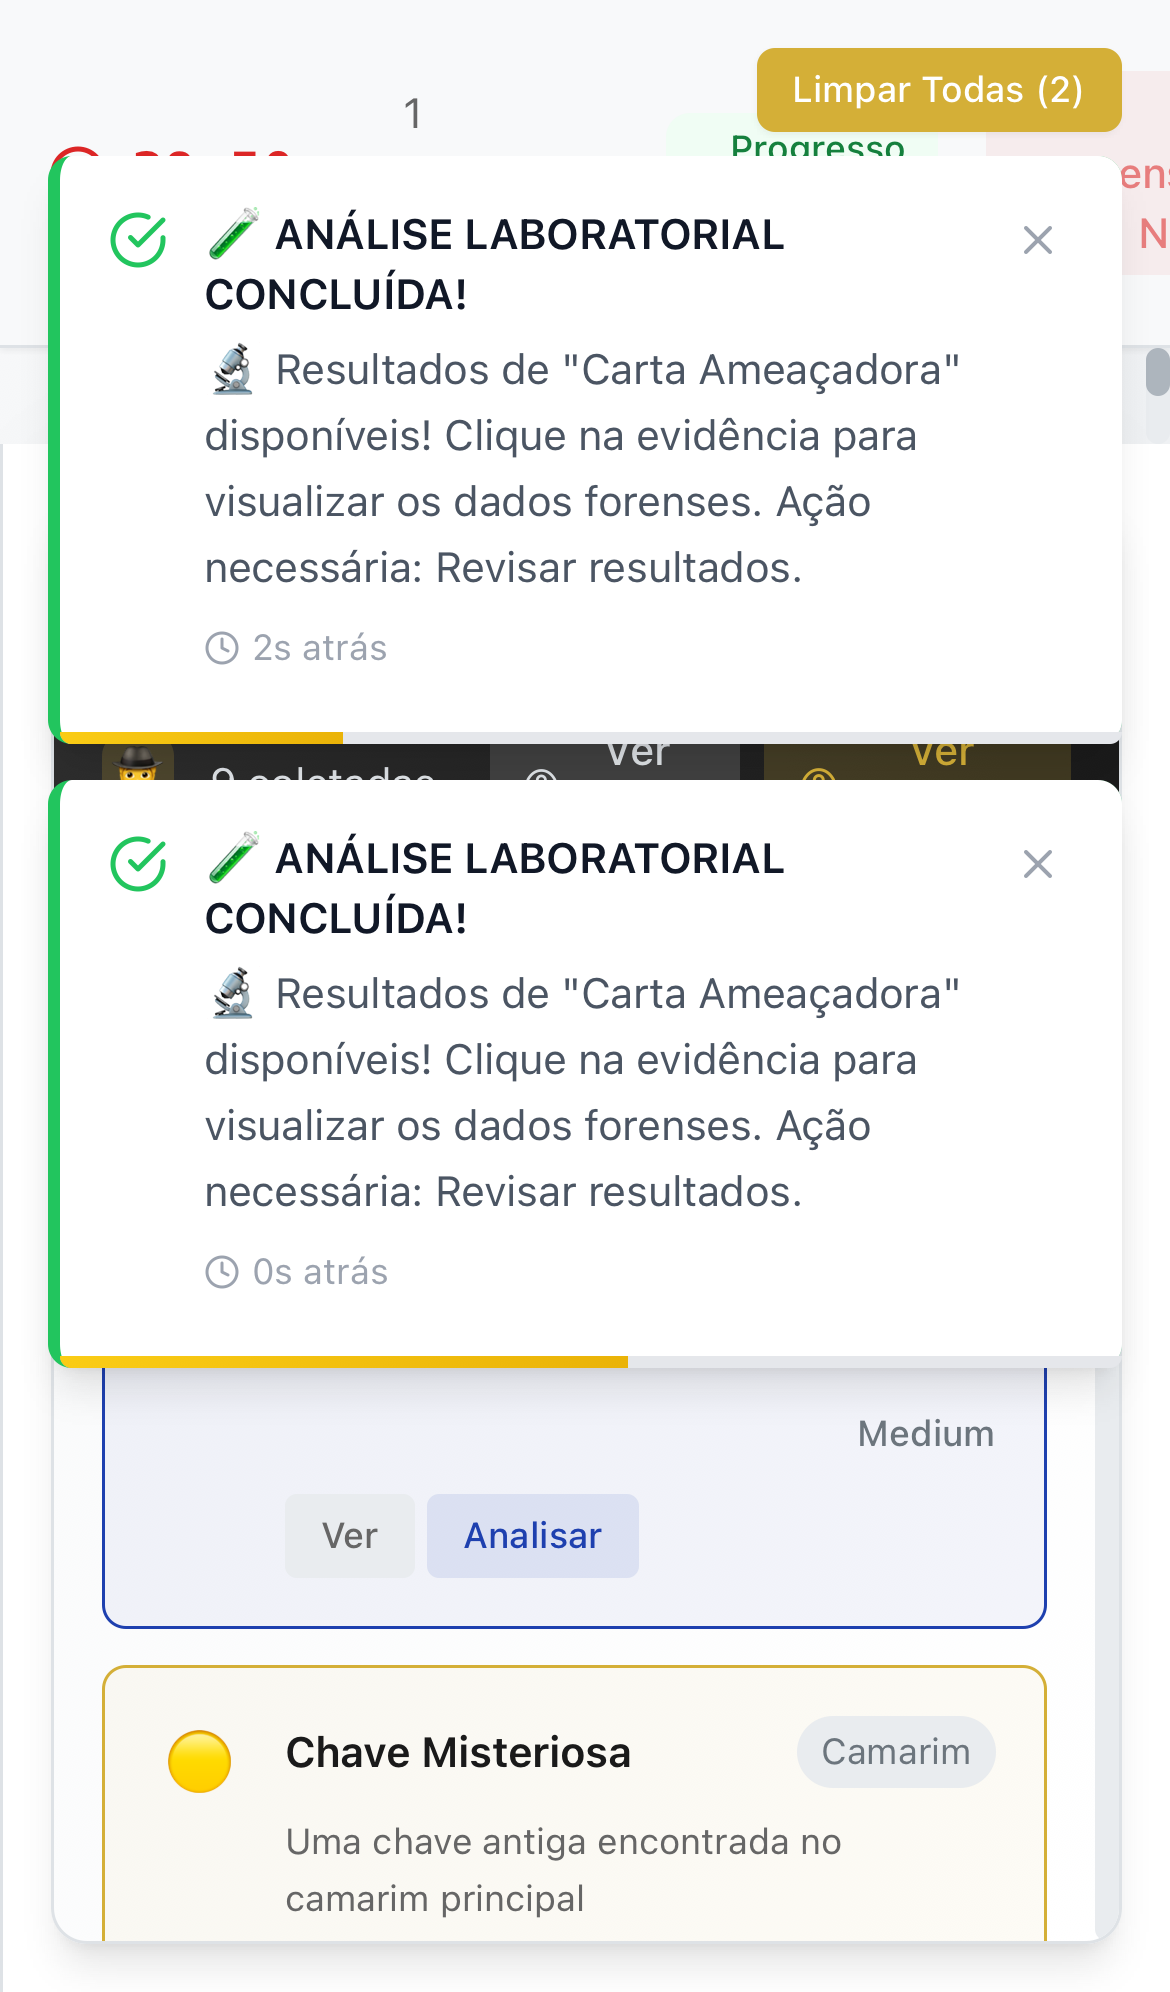 Limpar Todas (2)
1
Progresso
ANÁLISE LABORATORIAL
CONCLUÍDA!
Resultados de "Carta Ameaçadora"
disponíveis! Clique na evidência para
visualizar os dados forenses. Ação
necessária: Revisar resultados.
2s atrás
Ver
Ver
9 coletadas
ANÁLISE LABORATORIAL
CONCLUÍDA!
Resultados de "Carta Ameaçadora"
disponíveis! Clique na evidência para
visualizar os dados forenses. Ação
necessária: Revisar resultados.
0s atrás
Medium
Ver
Analisar
Chave Misteriosa
Camarim
Uma chave antiga encontrada no
camarim principal